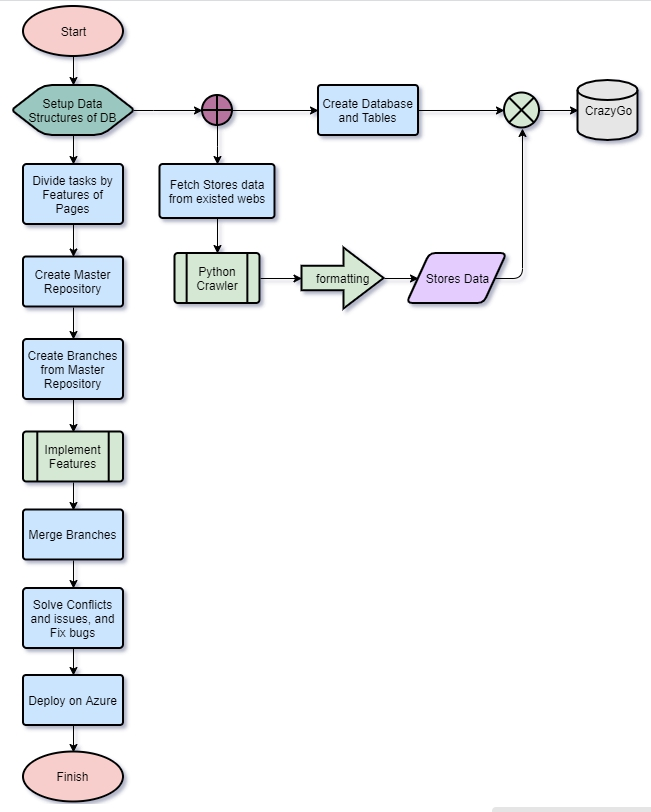 Start
Setup Data
Structures of DB
Create Database
and Tables
CrazyGo
Divide tasks by
Features of
Pages
Fetch Stores data
from existed webs
Create Master
Repository
Python
Crawler
formatting
Stores Data
Create Branches
from Master
Repository
Implement
Features
Merge Branches
Solve Conflicts
and issues, and
Fix bugs
Deploy on Azure
Finish